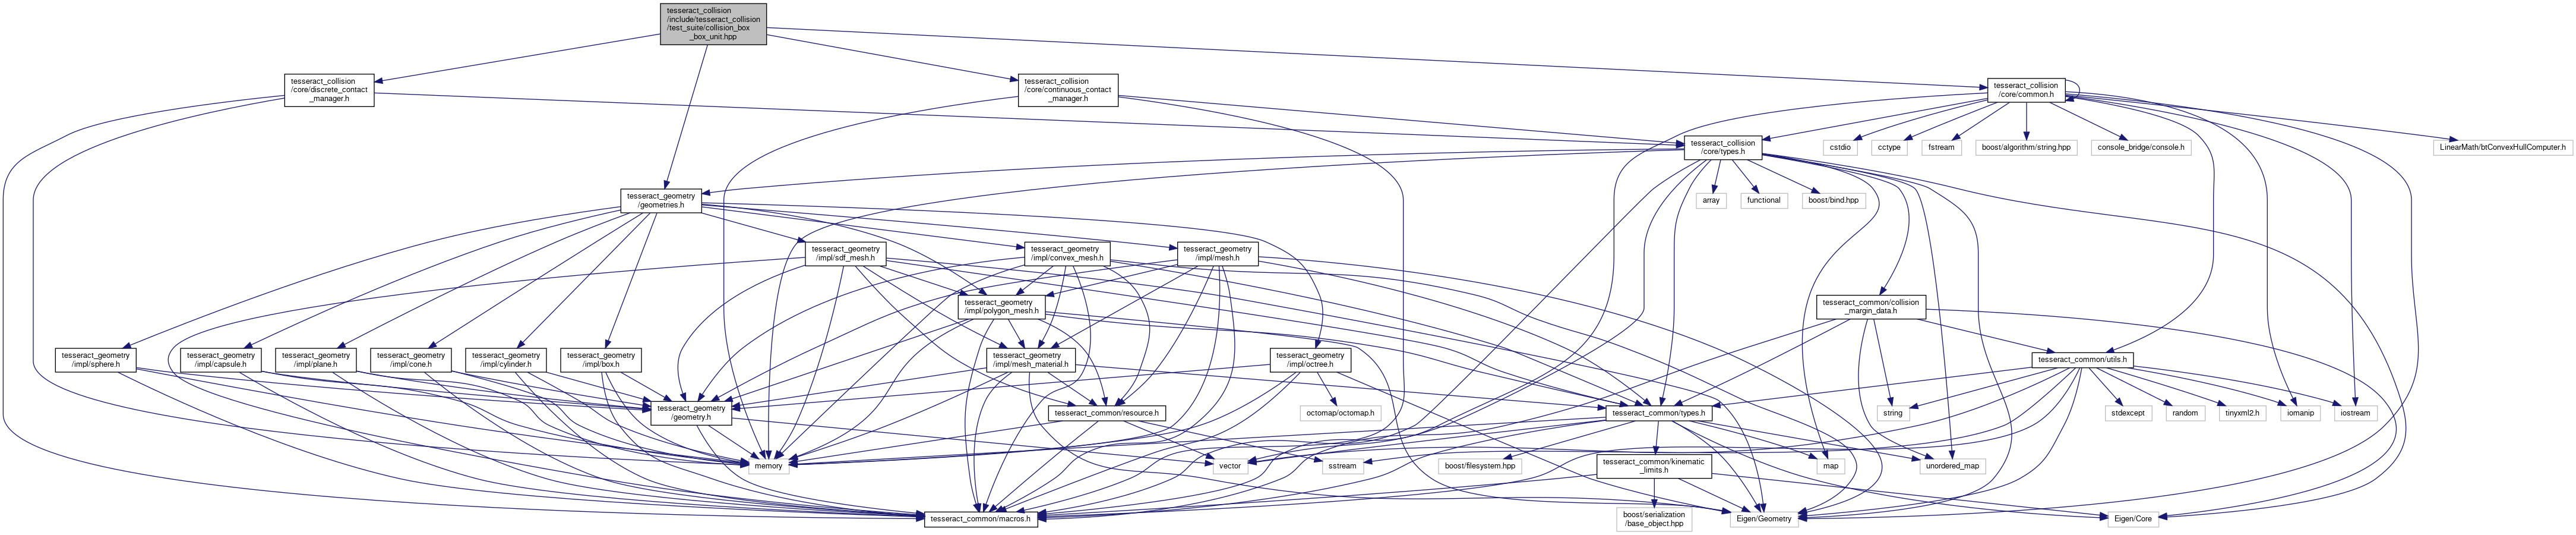 tesseract_collision
/include/tesseract_collision
/test_suite/collision_box
_box_unit.hpp
tesseract_collision
/core/discrete_contact
_manager.h
tesseract_collision
/core/continuous_contact
_manager.h
tesseract_collision
/core/common.h
tesseract_collision
/core/types.h
cstdio
cctype
fstream
boost/algorithm/string.hpp
console_bridge/console.h
LinearMath/btConvexHullComputer.h
tesseract_geometry
/geometries.h
array
functional
boost/bind.hpp
tesseract_geometry
/impl/sdf_mesh.h
tesseract_geometry
/impl/convex_mesh.h
tesseract_geometry
/impl/mesh.h
tesseract_geometry
/impl/polygon_mesh.h
tesseract_common/collision
_margin_data.h
tesseract_geometry
/impl/sphere.h
tesseract_geometry
/impl/capsule.h
tesseract_geometry
/impl/plane.h
tesseract_geometry
/impl/cone.h
tesseract_geometry
/impl/cylinder.h
tesseract_geometry
/impl/box.h
tesseract_geometry
/impl/mesh_material.h
tesseract_geometry
/impl/octree.h
tesseract_common/utils.h
tesseract_geometry
/geometry.h
tesseract_common/resource.h
octomap/octomap.h
tesseract_common/types.h
string
stdexcept
random
tinyxml2.h
iomanip
iostream
memory
vector
sstream
boost/filesystem.hpp
tesseract_common/kinematic
_limits.h
map
unordered_map
tesseract_common/macros.h
boost/serialization
/base_object.hpp
Eigen/Geometry
Eigen/Core